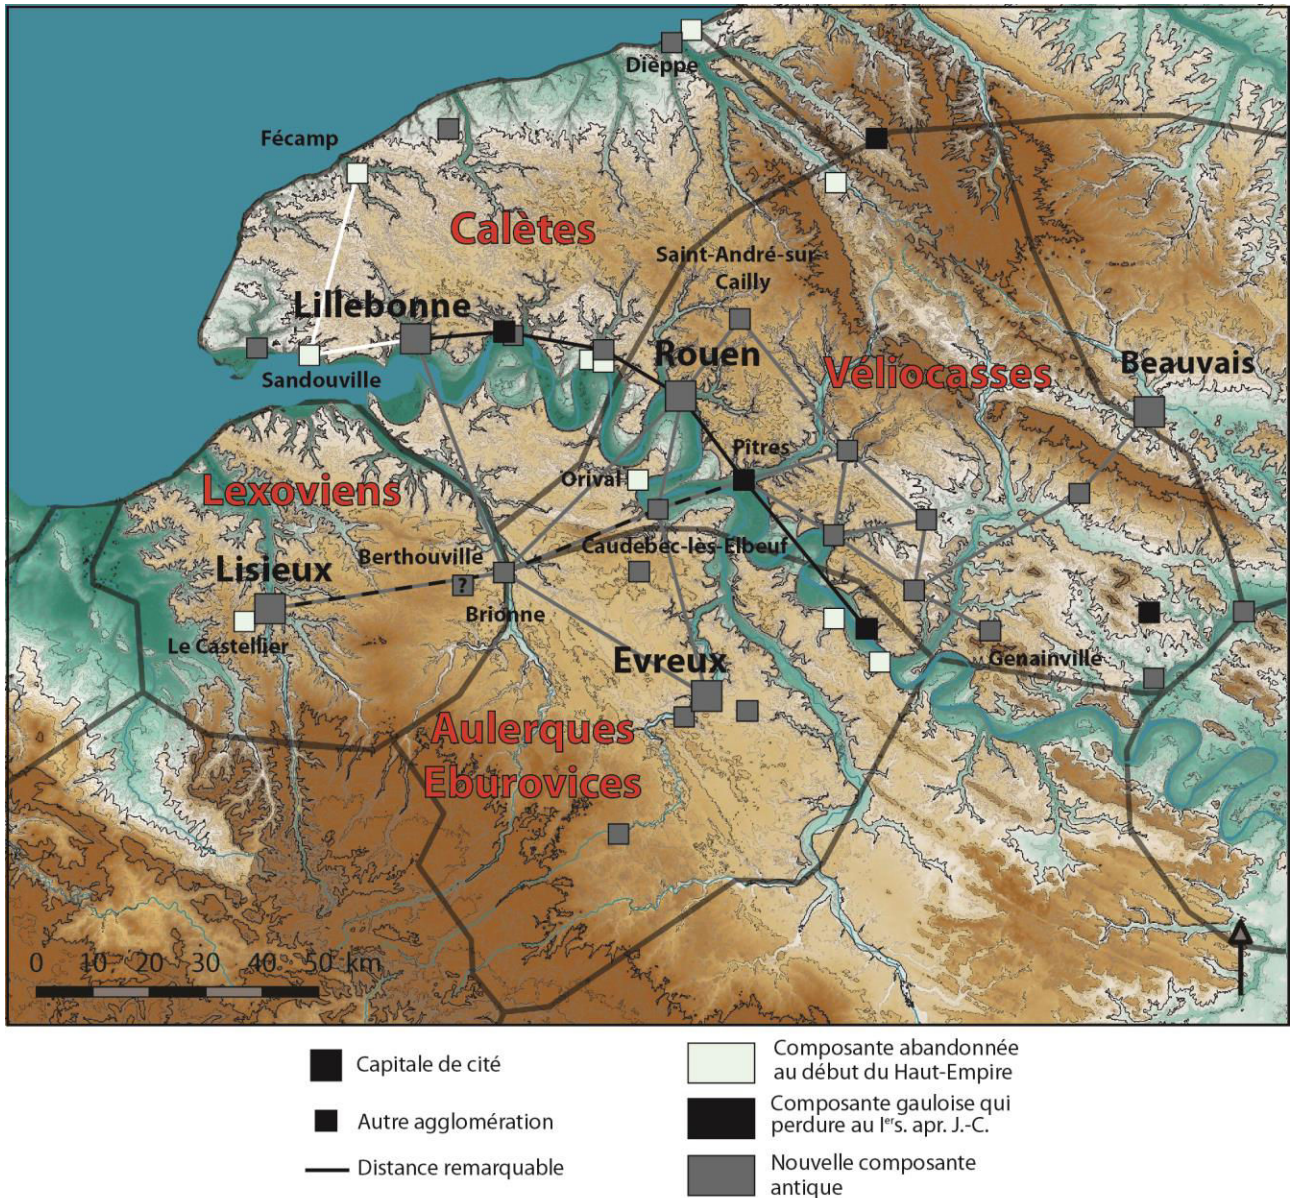 Dieppe
Fécamp
Calètes
Saint-André-sur-
Cailly
Lillebonne
Rouen
Véliocasses
Beauvais
Sandouville
Pîtres
Orival
Lexoviens
Berthouville
Caudebec-lès-Elbeuf
Lisieux
?
Brionne
Le Castellier
Evreux
Genainville
Aulerques
Eburovices
0 10 20 30 40 50 km
Capitale de cité
Autre agglomération
Distance remarquable
Composante abandonnée
au début du Haut-Empire
Composante gauloise qui
perdure au Iᵉʳs. apr. J.-C.
Nouvelle composante
antique